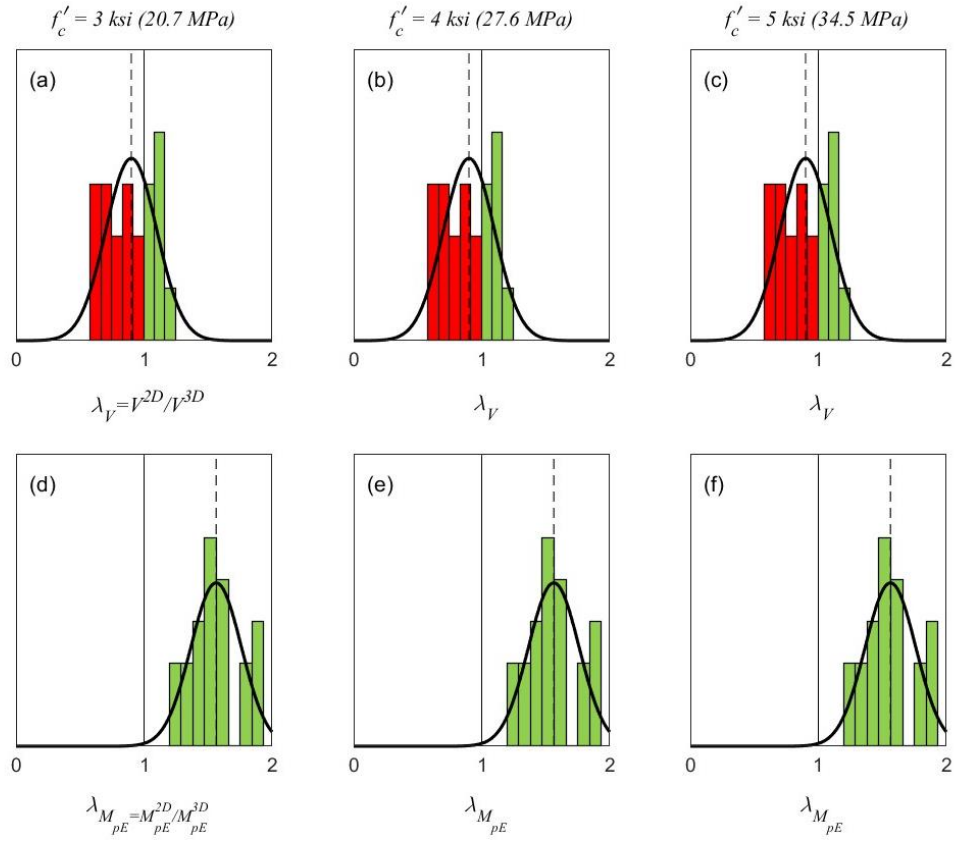 f'c = 3 ksi (20.7 MPa) f'c = 4 ksi (27.6 MPa) f'c = 5 ksi (34.5 MPa)
(a) (b) (c)
0 1 2 0 1 2 0 1 2
λV=V2D/V3D λV λV
(d) (e) (f)
0 1 2 0 1 2 0 1 2
λMpE=M2DpE/M3DpE λMpE λMpE